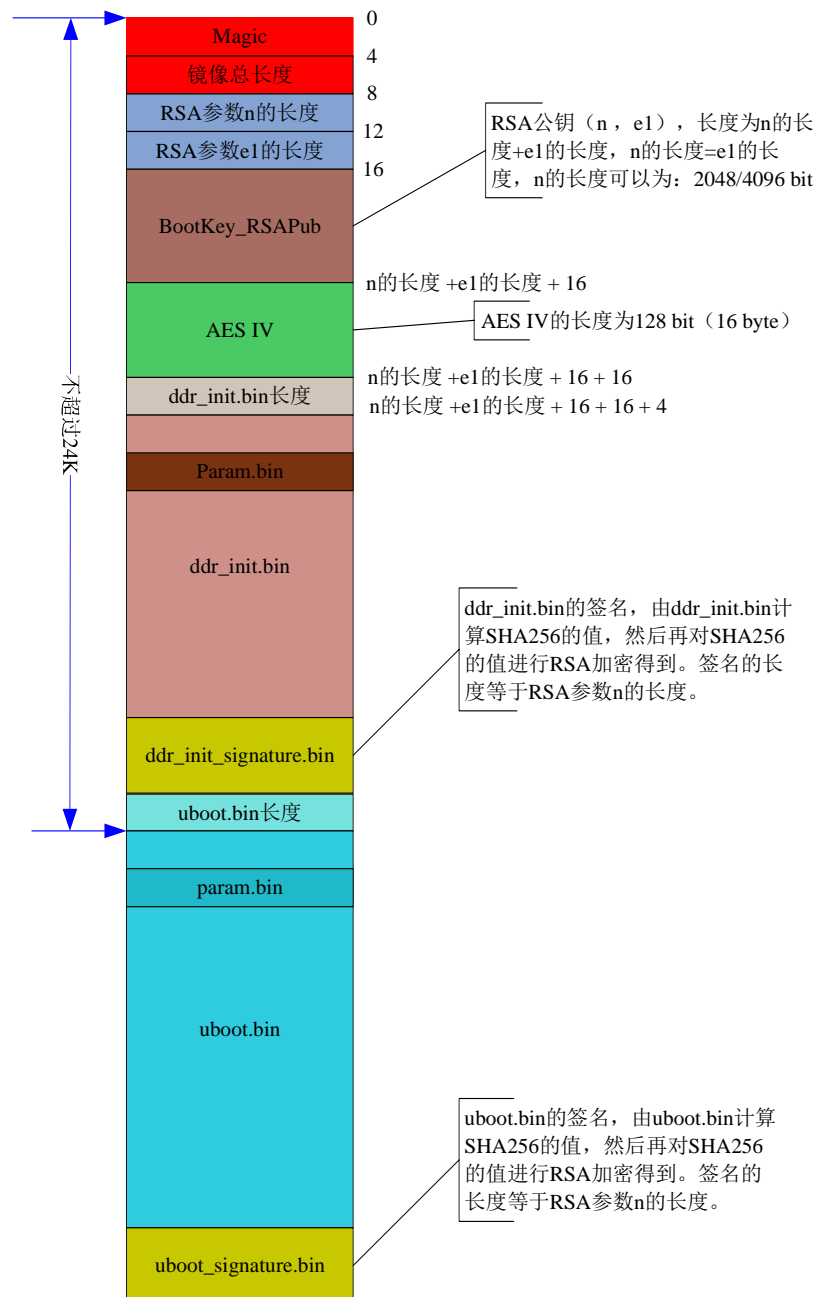 0
Magic
4
镜像总长度
8
RSA参数n的长度
12
RSA参数e1的长度
16
RSA公钥（n ，e1），长度为n的长
度+e1的长度，n的长度=e1的长
度，n的长度可以为：2048/4096 bit
BootKey_RSAPub
n的长度 +e1的长度 + 16
AES IV
AES IV的长度为128 bit（16 byte）
n的长度 +e1的长度 + 16 + 16
ddr_init.bin长度
n的长度 +e1的长度 + 16 + 16 + 4
不超过24K
Param.bin
ddr_init.bin
ddr_init.bin的签名，由ddr_init.bin计
算SHA256的值，然后再对SHA256
的值进行RSA加密得到。签名的长
度等于RSA参数n的长度。
ddr_init_signature.bin
uboot.bin长度
param.bin
uboot.bin
uboot.bin的签名，由uboot.bin计算
SHA256的值，然后再对SHA256
的值进行RSA加密得到。签名的
长度等于RSA参数n的长度。
uboot_signature.bin